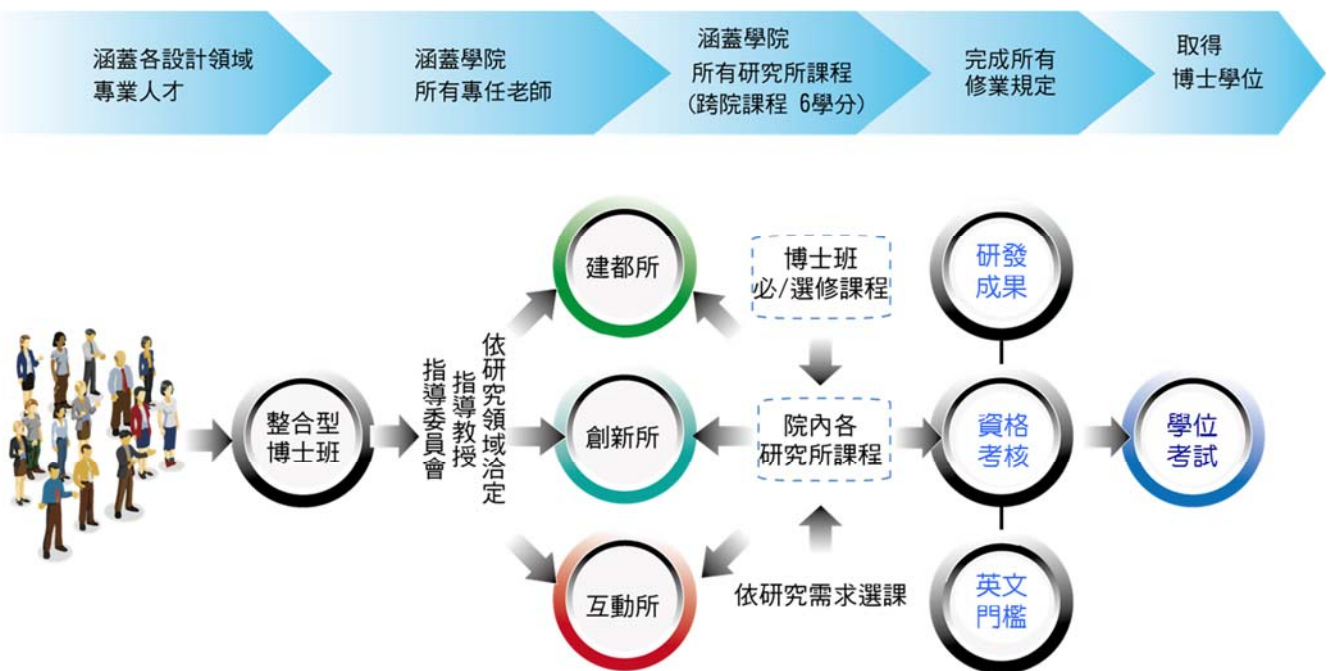 涵蓋各設計領域
專業人才
涵蓋學院
所有專任老師
涵蓋學院
所有研究所課程
(跨院課程 6學分)
完成所有
修業規定
取得
博士學位
整合型
博士班
依研究領域洽定
指導教授
指導委員會
建都所
創新所
互動所
博士班
必/選修課程
院內各
研究所課程
依研究需求選課
研發
成果
資格
考核
英文
門檻
學位
考試